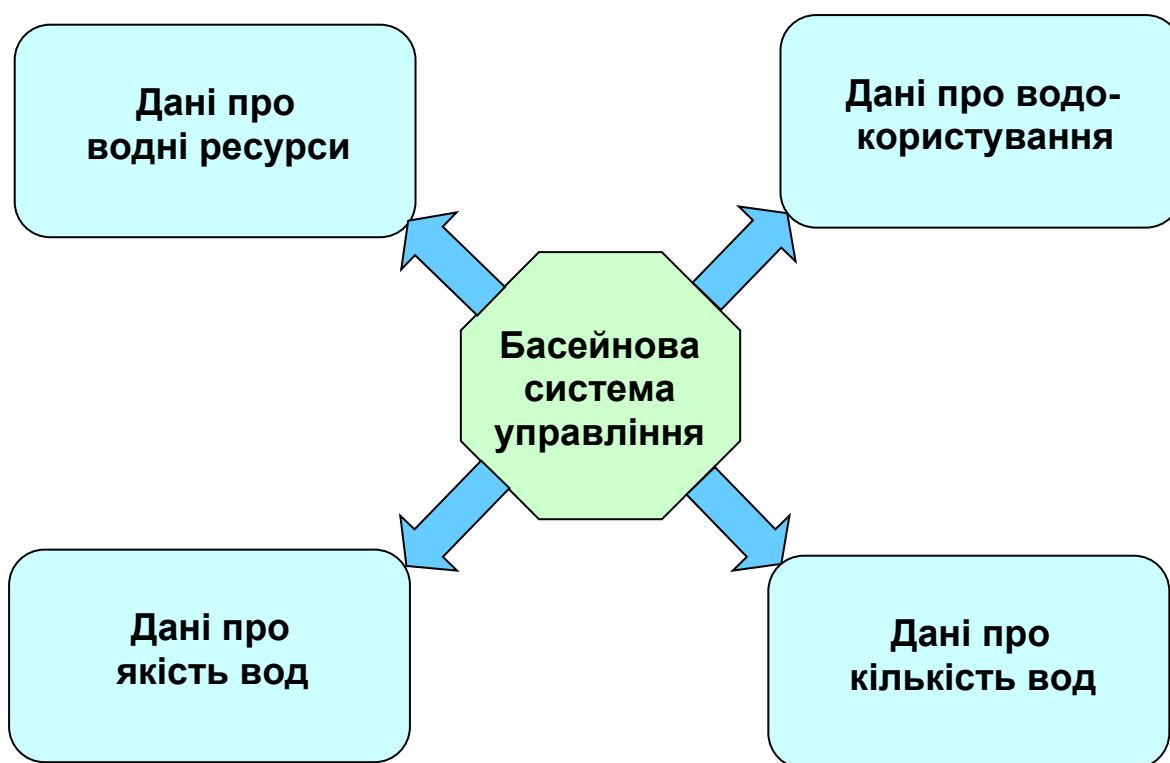 Дані про
водні ресурси
Дані про водо-
користування
Басейнова
система
управління
Дані про
якість вод
Дані про
кількість вод